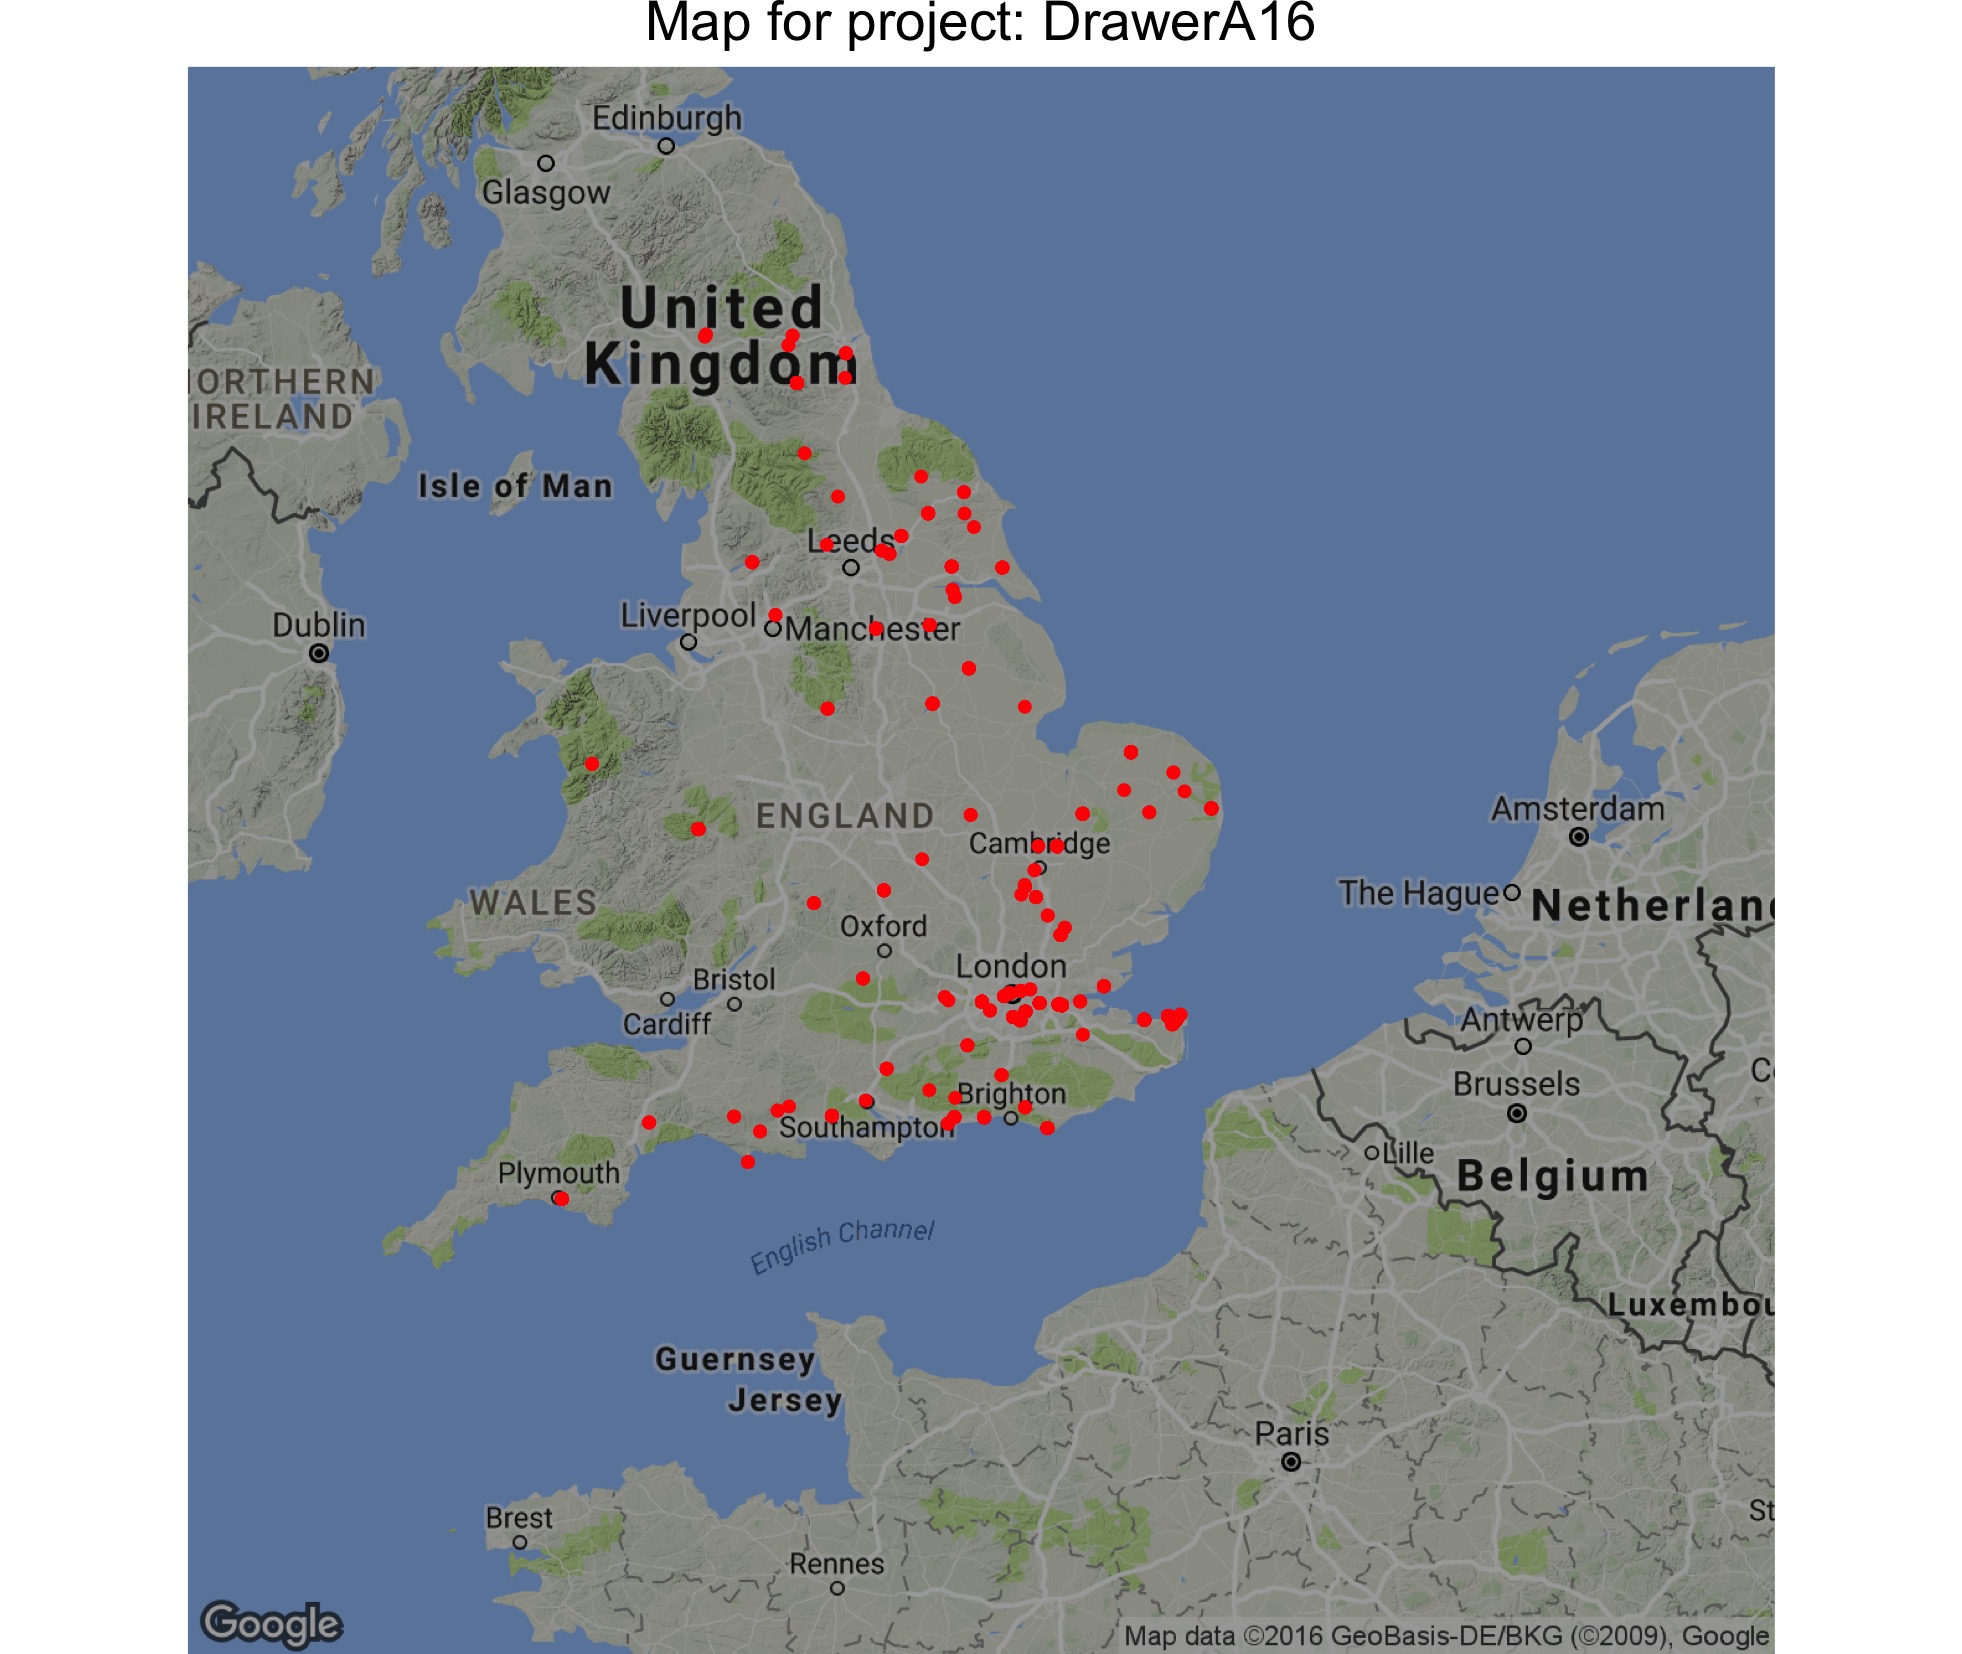 Map for project: DrawerA16
Edinburgh
Glasgow
United
Kingdom
ORTHERN
IRELAND
Isle of Man
Leeds
Dublin
Liverpool
Manchester
ENGLAND
Amsterdam
Cambridge
The Hague
Netherlan
WALES
Oxford
London
Bristol
Cardiff
Antwerp
Brussels
Brighton
Southampton
Lille
Belgium
Plymouth
English Channel
Luxembou
Guernsey
Jersey
Paris
St
Brest
Rennes
Google
Map data ©2016 GeoBasis-DE/BKG (©2009), Google